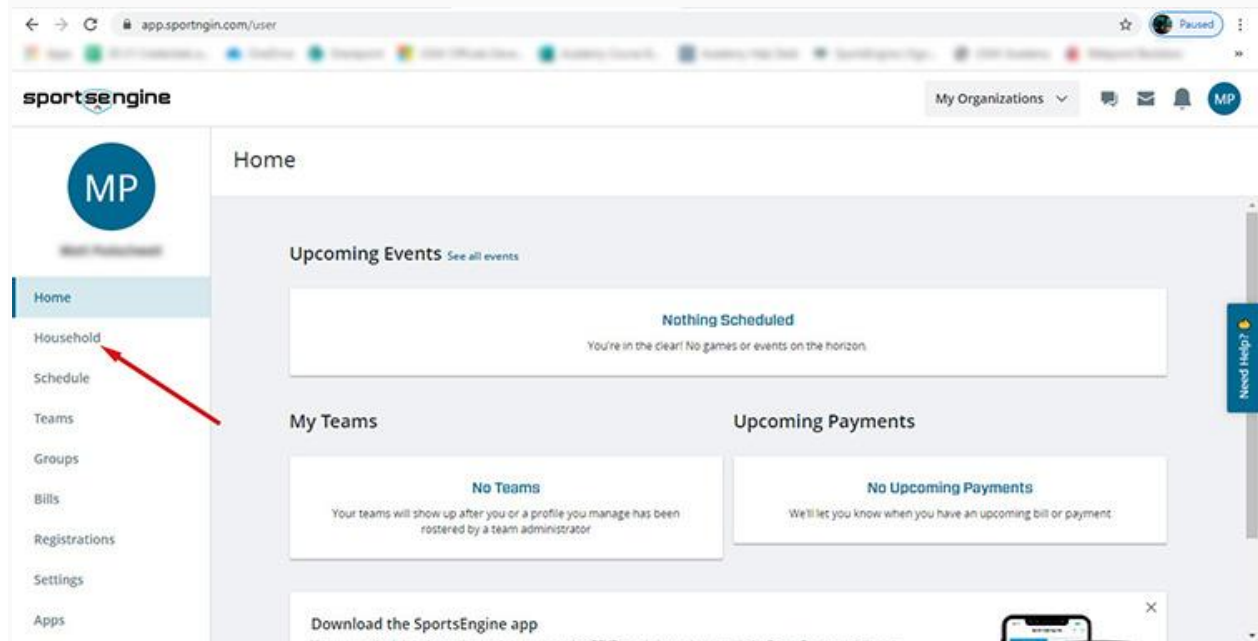 app.sportngin.com/user
Paused
sportsengine
My Organizations
MP
MP
Home
Home
Household
Schedule
Teams
Groups
Bills
Registrations
Settings
Apps
Upcoming Events See all events
Nothing Scheduled
You're in the clear! No games or events on the horizon.
My Teams
Upcoming Payments
No Teams
Your teams will show up after you or a profile you manage has been
rostered by a team administrator
No Upcoming Payments
We'll let you know when you have an upcoming bill or payment
Download the SportsEngine app
Need Help?